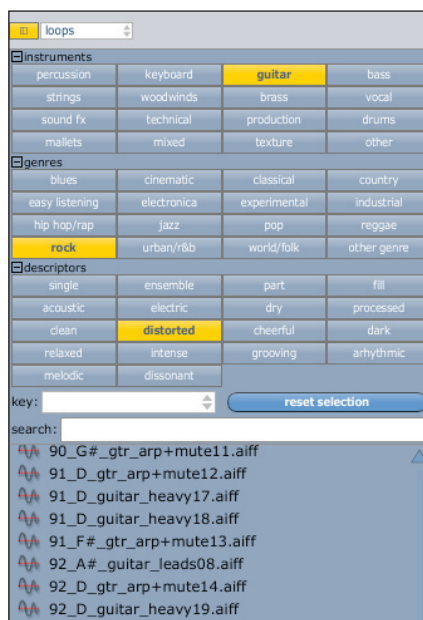 loops
instruments
percussion keyboard guitar bass
strings woodwinds brass vocal
sound fx technical production drums
mallets mixed texture other
genres
blues cinematic classical country
easy listening electronica experimental industrial
hip hop/rap jazz pop reggae
rock urban/r&b world/folk other genre
descriptors
single ensemble part fill
acoustic electric dry processed
clean distorted cheerful dark
relaxed intense grooving arhythmic
melodic dissonant
key: reset selection
search:
90_G#_gtr_arp+mute11.aiff
91_D_gtr_arp+mute12.aiff
91_D_guitar_heavy17.aiff
91_D_guitar_heavy18.aiff
91_F#_gtr_arp+mute13.aiff
92_A#_guitar_leads08.aiff
92_D_gtr_arp+mute14.aiff
92_D_guitar_heavy19.aiff